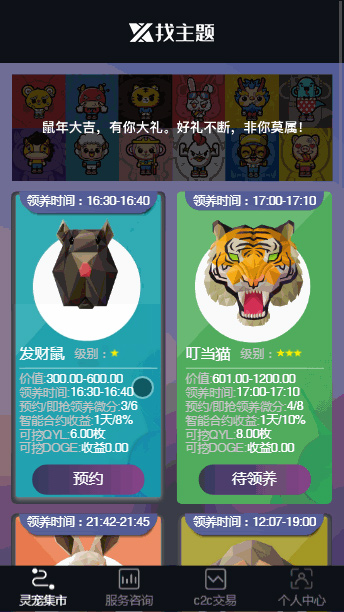 找主题
鼠年大吉，有你大礼。好礼不断，非你莫属！
领养时间：16:30-16:40
领养时间：17:00-17:10
发财鼠 级别：★
价值:300.00-600.00
领养时间:16:30-16:40
预约/即抢领养微分:3/6
智能合约收益:1天/8%
可挖QYL:6.00枚
可挖DOGE:收益0.00
预约
叮当猫 级别：★★★
价值:601.00-1200.00
领养时间:17:00-17:10
预约/即抢领养微分:4/8
智能合约收益:1天/10%
可挖QYL:8.00枚
可挖DOGE:收益0.00
待领养
领养时间：21:42-21:45
领养时间：12:07-19:00
灵宠集市
服务咨询
c2c交易
个人中心